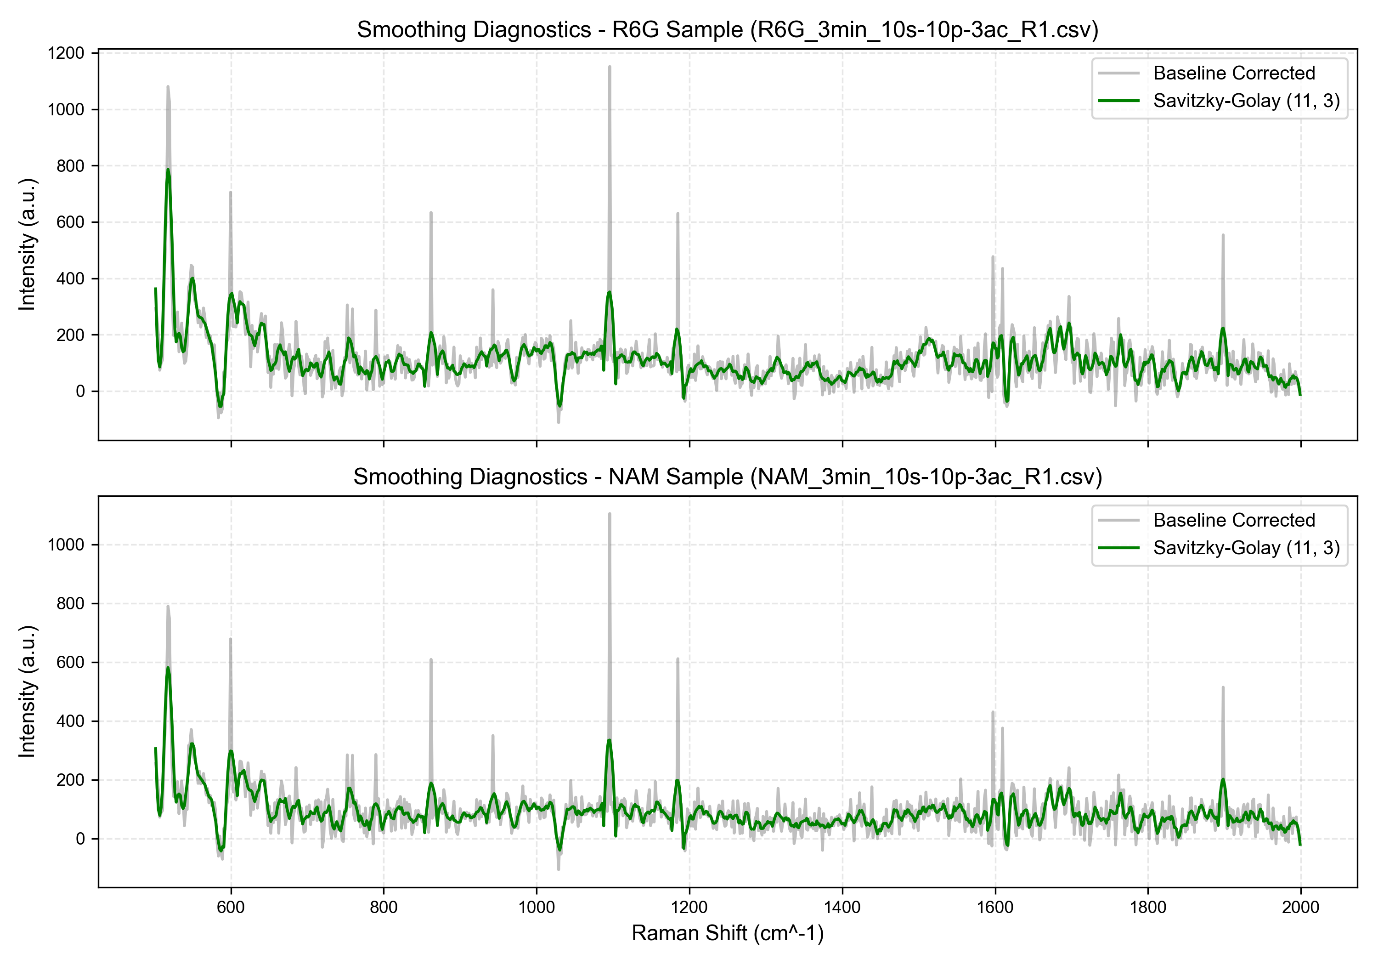 Smoothing Diagnostics - R6G Sample (R6G_3min_10s-10p-3ac_R1.csv)
Baseline Corrected
Savitzky-Golay (11, 3)
Intensity (a.u.)
1200
1000
800
600
400
200
0
Smoothing Diagnostics - NAM Sample (NAM_3min_10s-10p-3ac_R1.csv)
Baseline Corrected
Savitzky-Golay (11, 3)
Intensity (a.u.)
1000
800
600
400
200
0
600 800 1000 1200 1400 1600 1800 2000
Raman Shift (cm^-1)